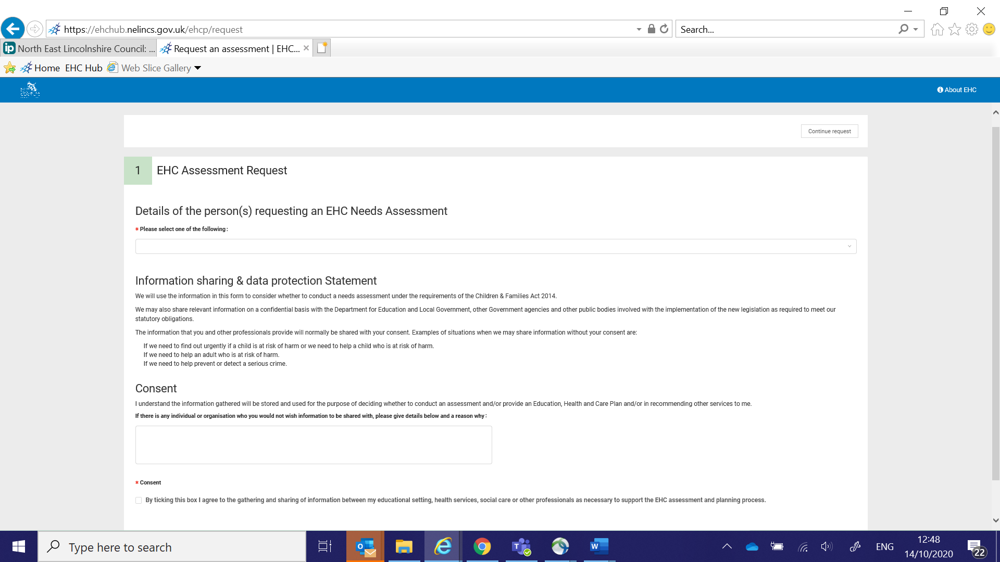 https://ehchub.nelincs.gov.uk/ehcp/request
Search...
North East Lincolnshire Council: ...
Request an assessment | EHC...
Home
EHC Hub
Web Slice Gallery
About EHC
Continue request
1
EHC Assessment Request
Details of the person(s) requesting an EHC Needs Assessment
* Please select one of the following :
Information sharing & data protection Statement
We will use the information in this form to consider whether to conduct a needs assessment under the requirements of the Children & Families Act 2014.
We may also share relevant information on a confidential basis with the Department for Education and Local Government, other Government agencies and other public bodies involved with the implementation of the new legislation as required to meet our
statutory obligations.
The information that you and other professionals provide will normally be shared with your consent. Examples of situations when we may share information without your consent are:
If we need to find out urgently if a child is at risk of harm or we need to help a child who is at risk of harm.
If we need to help an adult who is at risk of harm.
If we need to help prevent or detect a serious crime.
Consent
I understand the information gathered will be stored and used for the purpose of deciding whether to conduct an assessment and/or provide an Education, Health and Care Plan and/or in recommending other services to me.
If there is any individual or organisation who you would not wish information to be shared with, please give details below and a reason why :
* Consent
By ticking this box I agree to the gathering and sharing of information between my educational setting, health services, social care or other professionals as necessary to support the EHC assessment and planning process.
Type here to search
ENG
12:48
14/10/2020
22